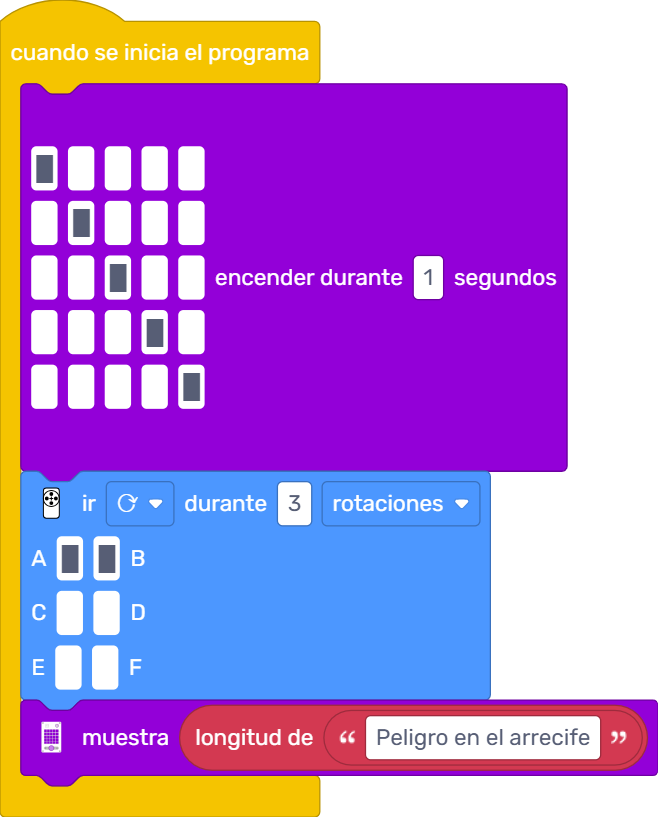 cuando se inicia el programa
encender durante 1 segundos
ir durante 3 rotaciones
A B
C D
E F
muestra longitud de “ Peligro en el arrecife ”